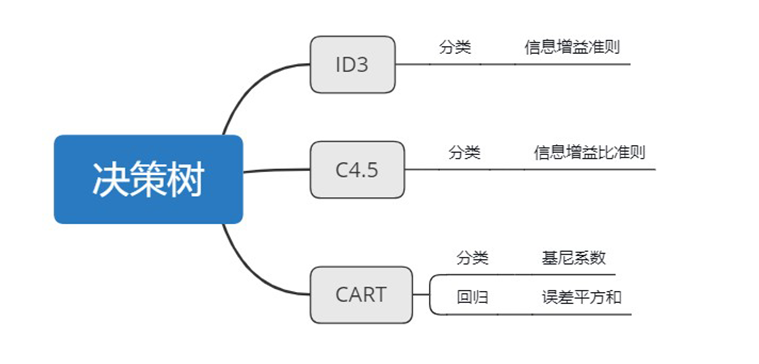 决策树
ID3
分类
信息增益准则
C4.5
分类
信息增益比准则
CART
分类
基尼系数
回归
误差平方和